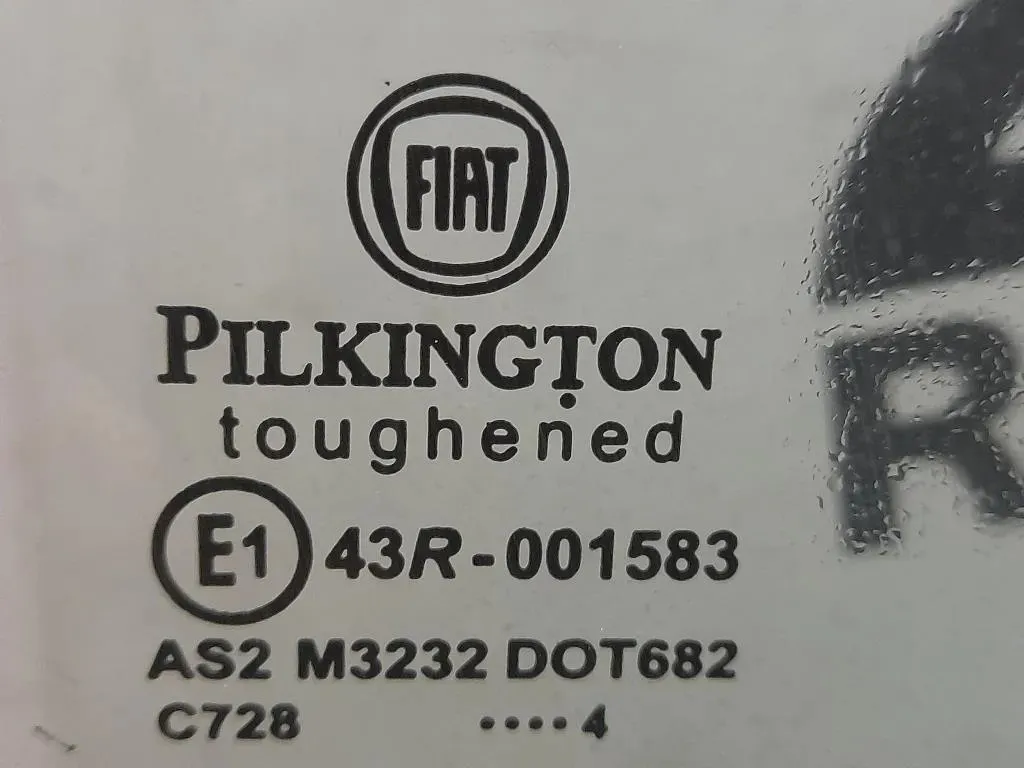 FIAT
PILKINGTON
toughened
E1 43R-001583
AS2 M3232 DOT682
C728 ....4
R